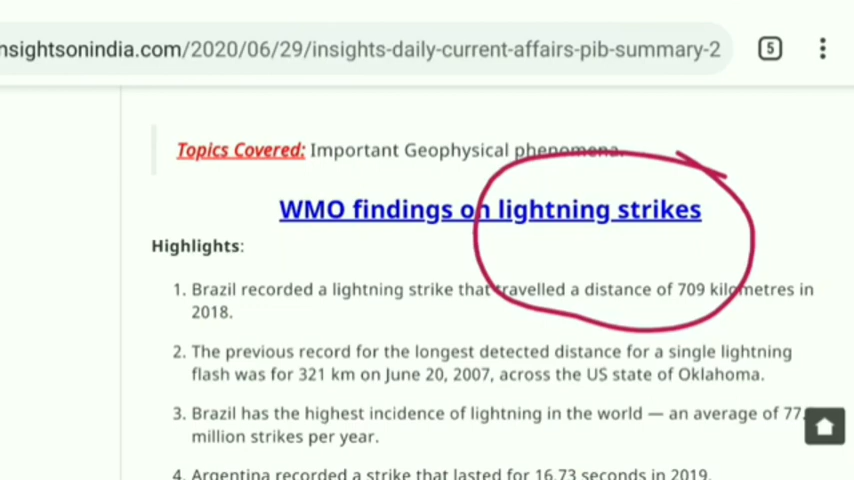 nsightsonindia.com/2020/06/29/insights-daily-current-affairs-pib-summary-2
5
Topics Covered: Important Geophysical phenomena.
WMO findings on lightning strikes
Highlights:
1. Brazil recorded a lightning strike that travelled a distance of 709 kilometres in
2018.
2. The previous record for the longest detected distance for a single lightning
flash was for 321 km on June 20, 2007, across the US state of Oklahoma.
3. Brazil has the highest incidence of lightning in the world — an average of 77.
million strikes per year.
4. Argentina recorded a strike that lasted for 16.73 seconds in 2019.